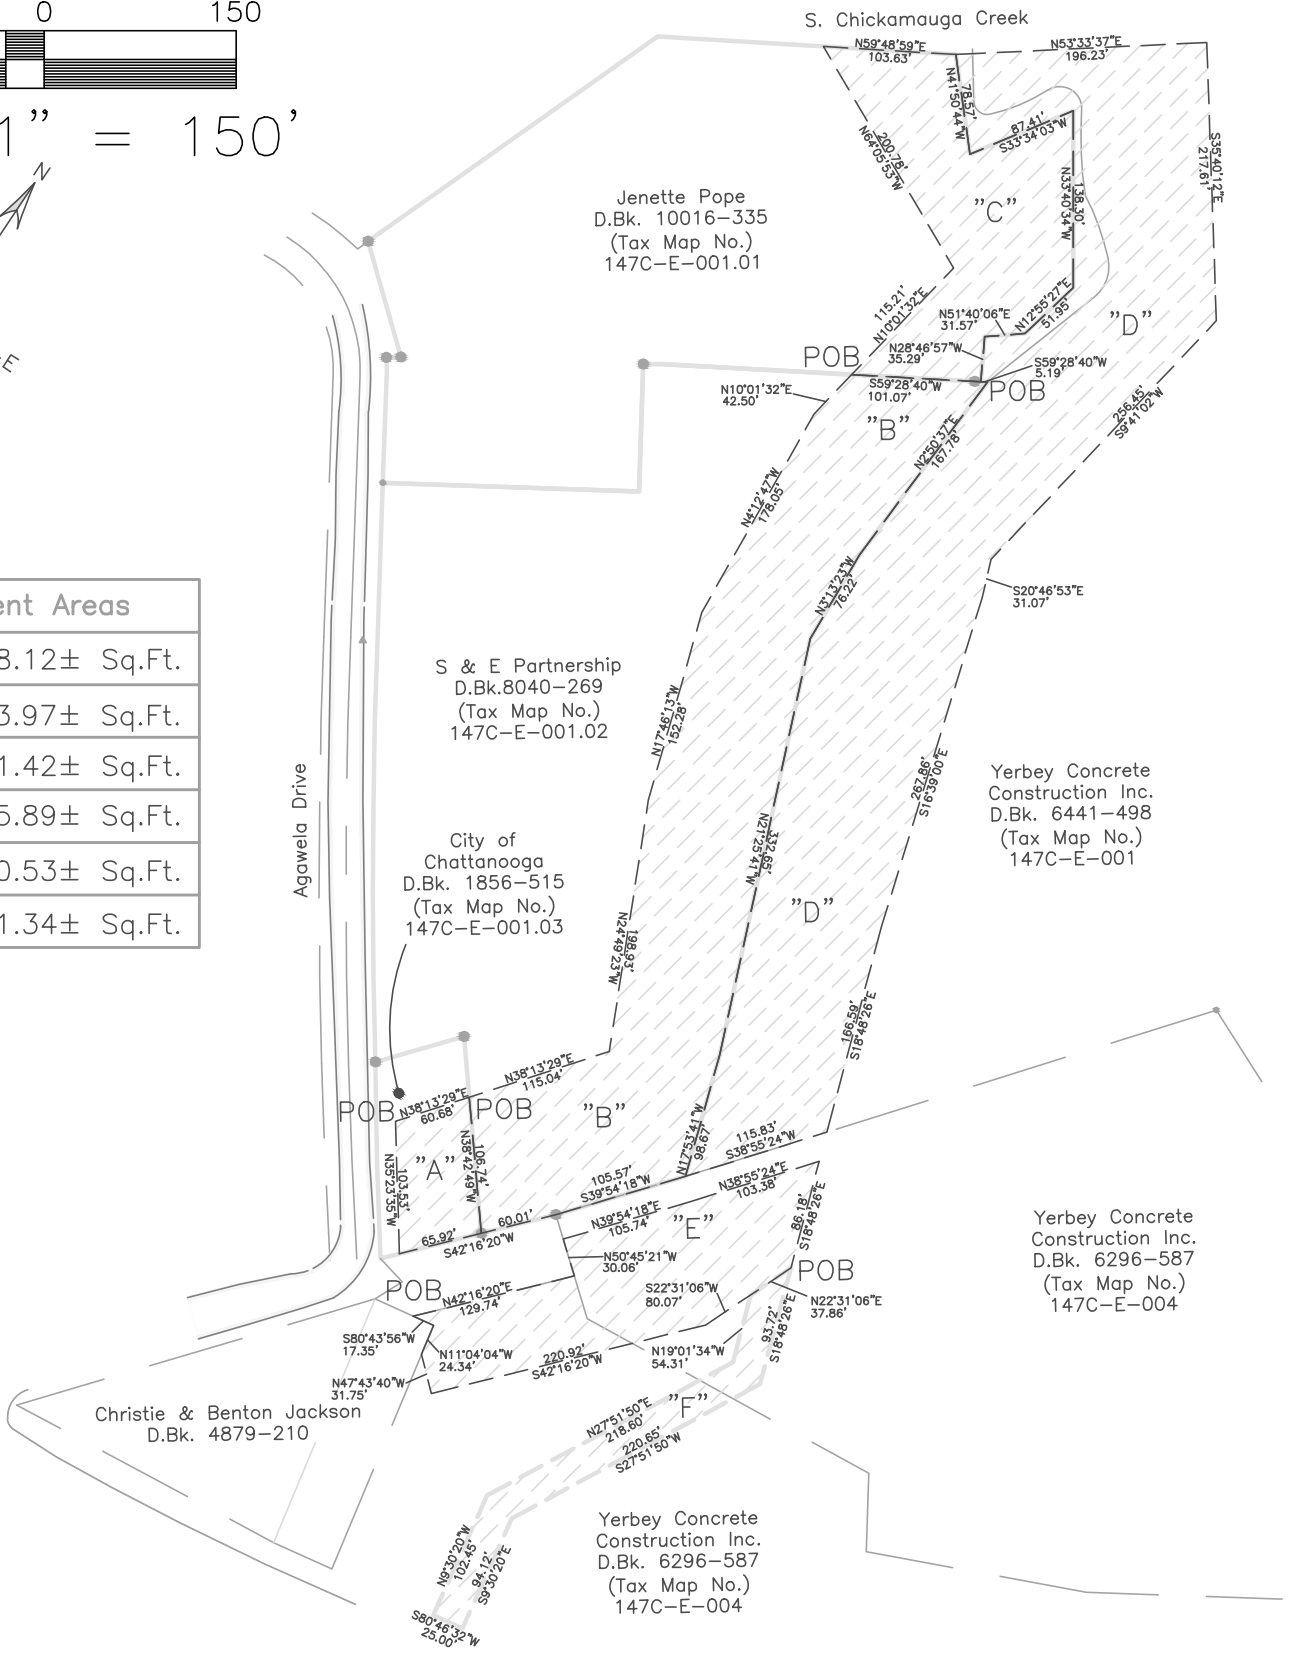 0 150
1" = 150'
N
E
S. Chickamauga Creek
N59°48'59"E
103.63'
N53°33'37"E
196.23'
78.57'
N41°50'44"W
87.41'
S33°34'03"W
200.78'
N64°05'53"W
S35°40'12"E
217.61'
138.30'
N33°40'34"W
Jenette Pope
D.Bk. 10016-335
(Tax Map No.)
147C-E-001.01
"C"
115.21'
N10°01'32"E
N51°40'06"E
31.57'
N12°55'27"E
51.95'
"D"
N28°46'57"W
35.29'
POB
S59°28'40"W
5.19'
S59°28'40"W
101.07'
POB
N10°01'32"E
42.50'
256.45'
S9°41'02"W
"B"
N2°50'37"E
167.78'
N4°12'47"W
178.05'
N3°13'23"W
76.22'
S20°46'53"E
31.07'
ent Areas
8.12± Sq.Ft.
3.97± Sq.Ft.
1.42± Sq.Ft.
5.89± Sq.Ft.
0.53± Sq.Ft.
1.34± Sq.Ft.
S & E Partnership
D.Bk.8040-269
(Tax Map No.)
147C-E-001.02
N17°46'13"W
152.28'
267.86'
S16°39'00"E
Yerbey Concrete
Construction Inc.
D.Bk. 6441-498
(Tax Map No.)
147C-E-001
Agawela Drive
332.65'
N21°25'41"W
City of
Chattanooga
D.Bk. 1856-515
(Tax Map No.)
147C-E-001.03
"D"
198.93'
N24°49'23"W
166.59'
S18°48'26"E
N38°13'29"E
115.04'
POB
N38°13'29"E
60.68'
POB
"B"
"A"
106.74'
N38°42'49"W
103.53'
N35°23'35"W
N17°53'41"W
98.67'
115.83'
S38°55'24"W
105.57'
S39°54'18"W
N38°55'24"E
103.38'
60.01'
65.92'
S42°16'20"W
N39°54'18"E
105.74'
"E"
86.18'
S18°48'26"E
N50°45'21"W
30.06'
POB
S22°31'06"W
80.07'
N22°31'06"E
37.86'
Yerbey Concrete
Construction Inc.
D.Bk. 6296-587
(Tax Map No.)
147C-E-004
POB
N42°16'20"E
129.74'
S80°43'56"W
17.35'
N11°04'04"W
24.34'
N47°43'40"W
31.75'
220.92'
S42°16'20"W
N19°01'34"W
54.31'
93.72'
S18°48'26"E
Christie & Benton Jackson
D.Bk. 4879-210
"F"
N27°51'50"E
218.60'
220.65'
S27°51'50"W
N9°30'20"W
102.45'
94.12'
S9°30'20"E
S80°46'32"W
25.00'
Yerbey Concrete
Construction Inc.
D.Bk. 6296-587
(Tax Map No.)
147C-E-004